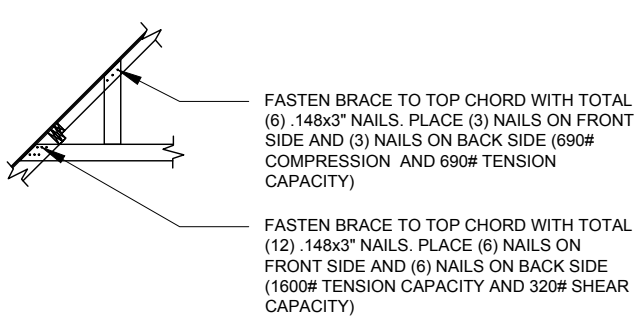 FASTEN BRACE TO TOP CHORD WITH TOTAL
(6) .148x3" NAILS. PLACE (3) NAILS ON FRONT
SIDE AND (3) NAILS ON BACK SIDE (690#
COMPRESSION AND 690# TENSION
CAPACITY)
FASTEN BRACE TO TOP CHORD WITH TOTAL
(12) .148x3" NAILS. PLACE (6) NAILS ON
FRONT SIDE AND (6) NAILS ON BACK SIDE
(1600# TENSION CAPACITY AND 320# SHEAR
CAPACITY)